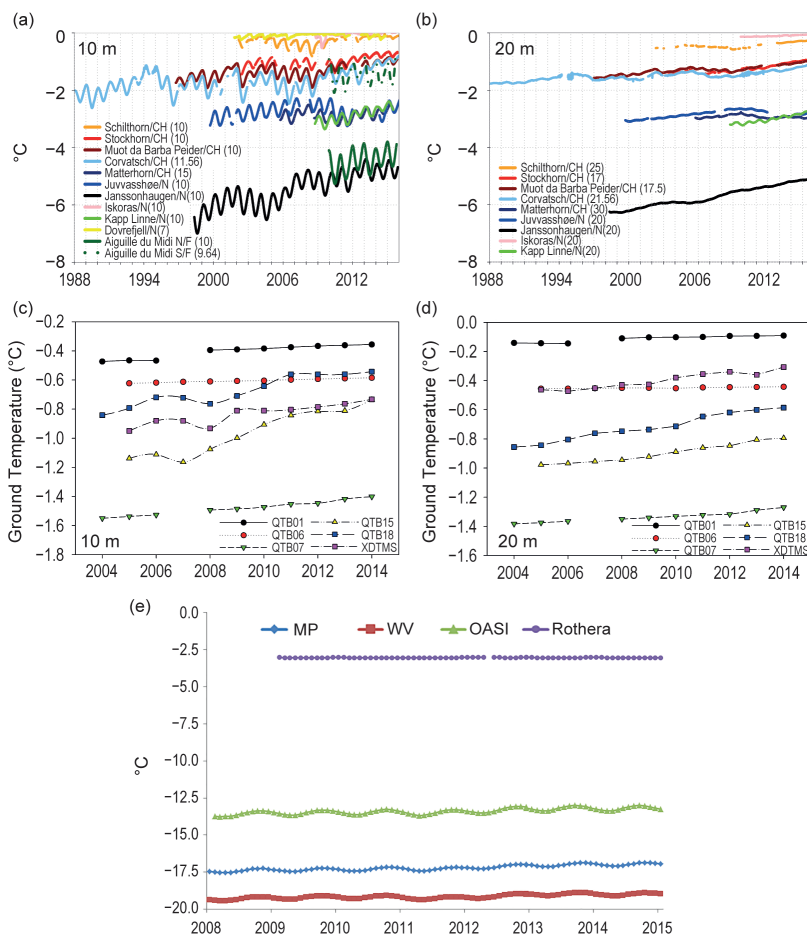 (a)
0
−2
−4
−6
−8
°C
10 m
Schilthorn/CH (10)
Stockhorn/CH (10)
Muot da Barba Peider/CH (10)
Corvatsch/CH (11.56)
Matterhorn/CH (15)
Juvvasshøe/N (10)
Janssonhaugen/N(10)
Iskoras/N(10)
Kapp Linne/N(10)
Dovrefjell/N(7)
Aiguille du Midi N/F (10)
Aiguille du Midi S/F (9.64)
1988 1994 2000 2006 2012
(b)
0
−2
−4
−6
−8
°C
20 m
Schilthorn/CH (25)
Stockhorn/CH (17)
Muot da Barba Peider/CH (17.5)
Corvatsch/CH (21.56)
Matterhorn/CH (30)
Juvvasshøe/N (20)
Janssonhaugen/N(20)
Iskoras/N(20)
Kapp Linne/N(20)
1988 1994 2000 2006 2012
(c)
Ground Temperature (°C)
−0.2
−0.4
−0.6
−0.8
−1.0
−1.2
−1.4
−1.6
−1.8
QTB01 QTB15
QTB06 QTB18
QTB07 XDTMS
10 m
2004 2006 2008 2010 2012 2014
(d)
Ground Temperature (°C)
0.0
−0.2
−0.4
−0.6
−0.8
−1.0
−1.2
−1.4
−1.6
QTB01 QTB15
QTB06 QTB18
QTB07 XDTMS
20 m
2004 2006 2008 2010 2012 2014
(e)
MP WV OASI Rothera
°C
0.0
−2.5
−5.0
−7.5
−10.0
−12.5
−15.0
−17.5
−20.0
2008 2009 2010 2011 2012 2013 2014 2015